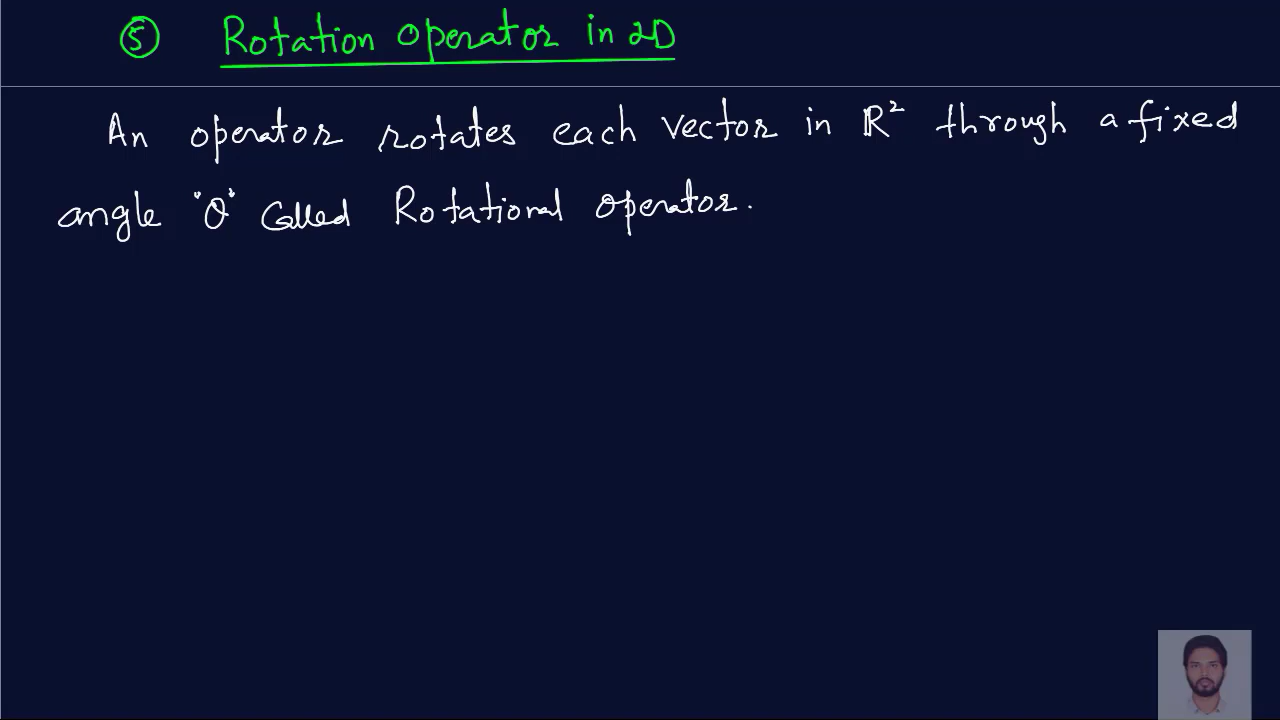 ⑤ Rotation Operator in 2D
An operator rotates each vector in R² through a fixed
angle "θ" Called Rotational operator.